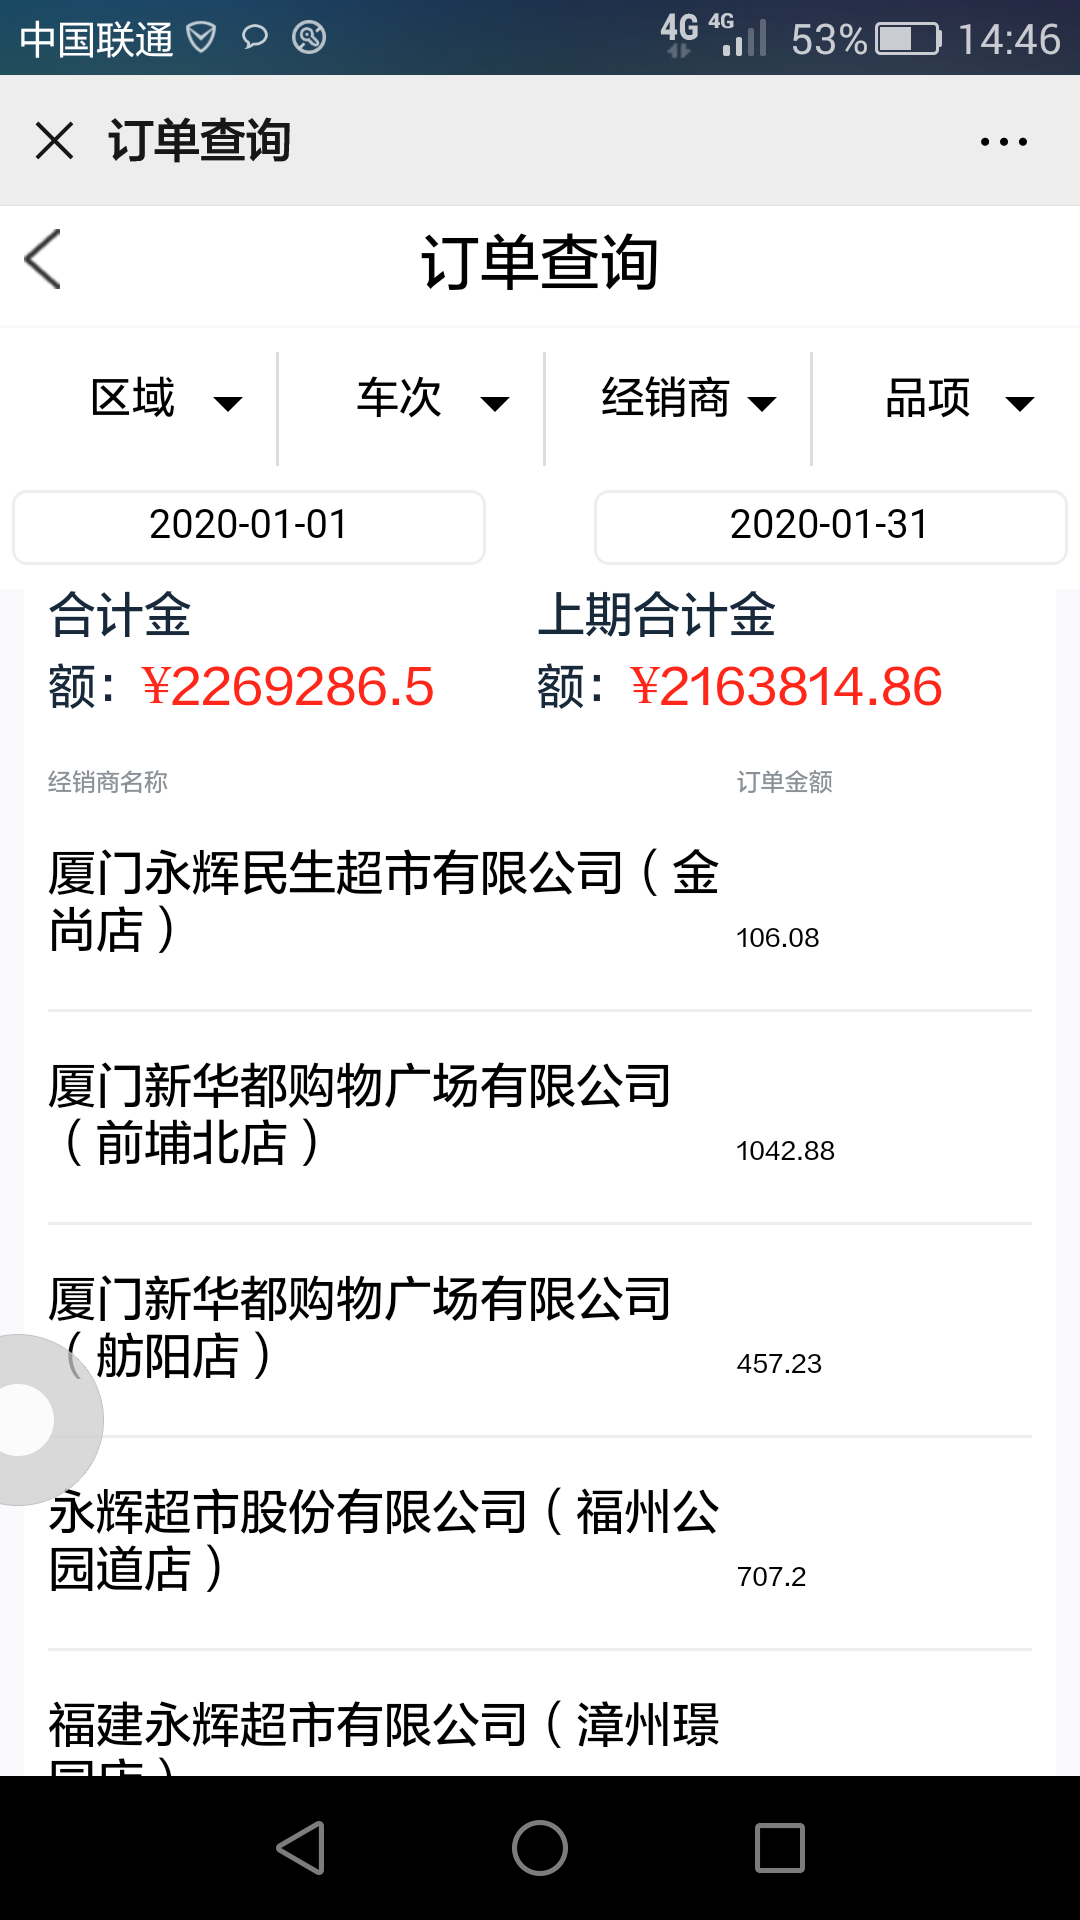 中国联通 4G 4G 53% 14:46
订单查询
订单查询
区域 车次 经销商 品项
2020-01-01 2020-01-31
合计金 上期合计金
额：¥2269286.5 额：¥2163814.86
经销商名称 订单金额
厦门永辉民生超市有限公司（金
尚店） 106.08
厦门新华都购物广场有限公司
（前埔北店） 1042.88
厦门新华都购物广场有限公司
（舫阳店） 457.23
永辉超市股份有限公司（福州公
园道店） 707.2
福建永辉超市有限公司（漳州璟